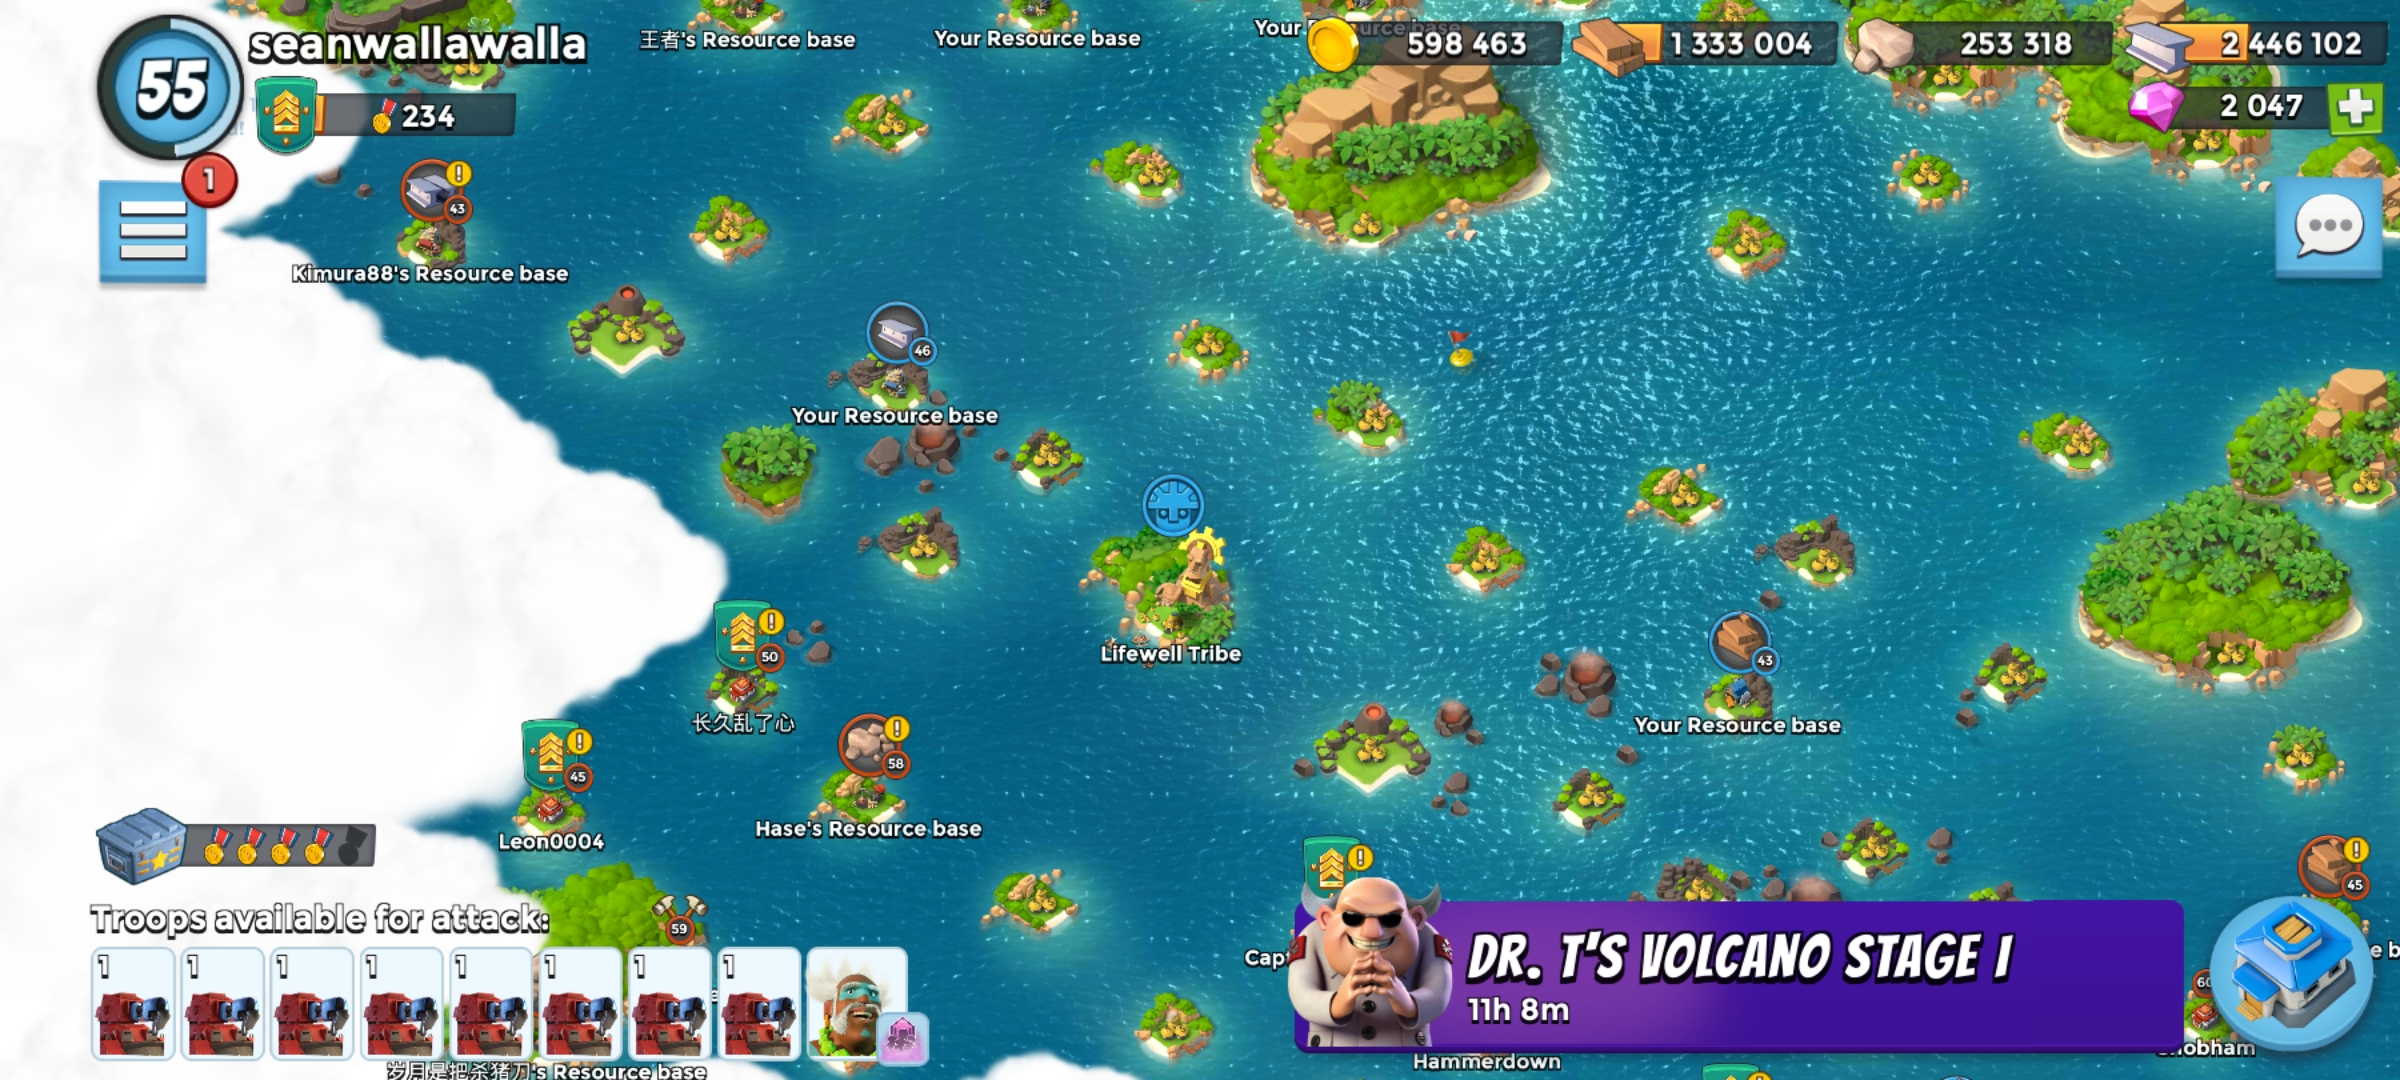 55
seanwallawalla
234
王者's Resource base
Your Resource base
Your
598 463
1 333 004
253 318
2 446 102
2 047
1
43
Kimura88's Resource base
46
Your Resource base
Lifewell Tribe
50
长久乱了心
43
Your Resource base
45
Leon0004
58
Hase's Resource base
45
59
Troops available for attack:
1
1
1
1
1
1
1
1
DR. T'S VOLCANO STAGE I
11h 8m
Hammerdown
岁月是把杀猪刀's Resource base